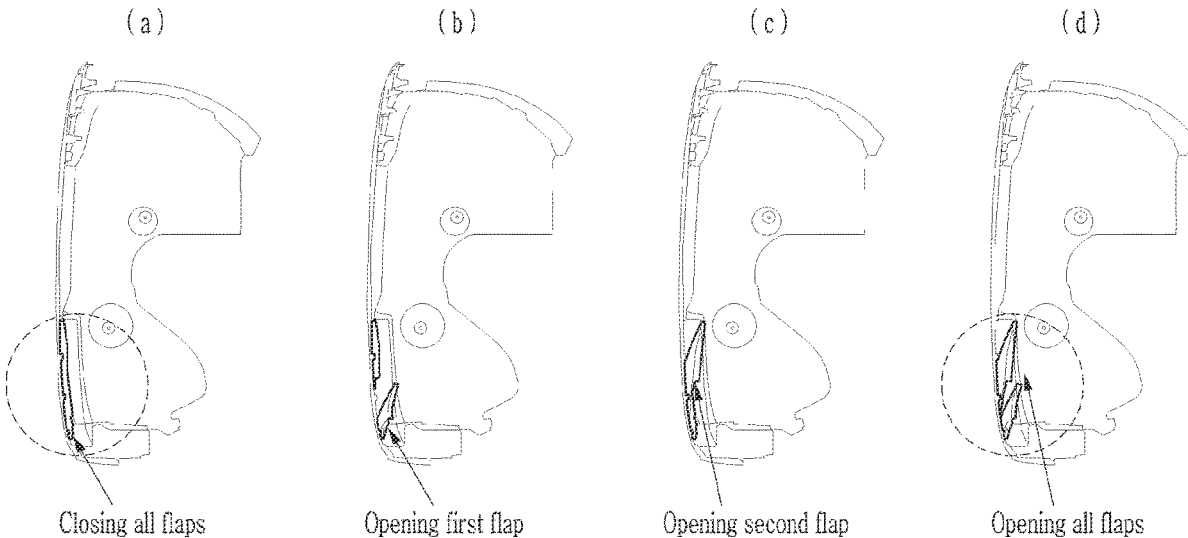 (a)
(b)
(c)
(d)
Closing all flaps
Opening first flap
Opening second flap
Opening all flaps